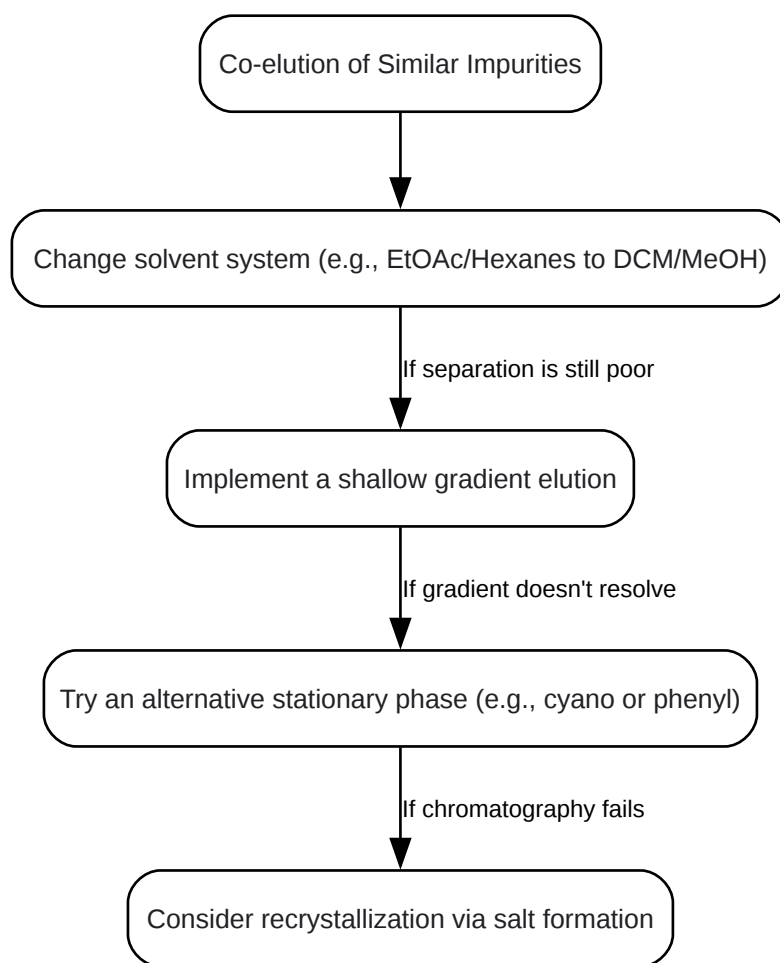 Co-elution of Similar Impurities
Change solvent system (e.g., EtOAc/Hexanes to DCM/MeOH)
If separation is still poor
Implement a shallow gradient elution
If gradient doesn't resolve
Try an alternative stationary phase (e.g., cyano or phenyl)
If chromatography fails
Consider recrystallization via salt formation